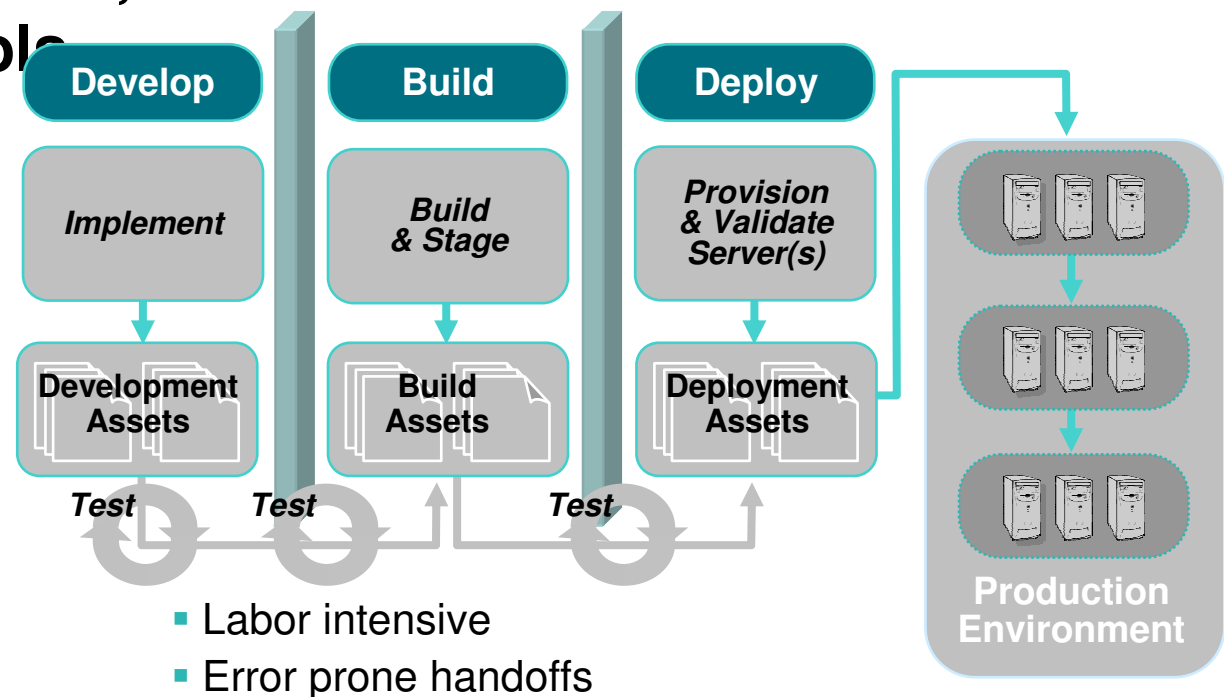 Develop
Build
Deploy
Implement
Build
& Stage
Provision
& Validate
Server(s)
Development
Assets
Build
Assets
Deployment
Assets
Test
Test
Test
Production
Environment
▪ Labor intensive
▪ Error prone handoffs